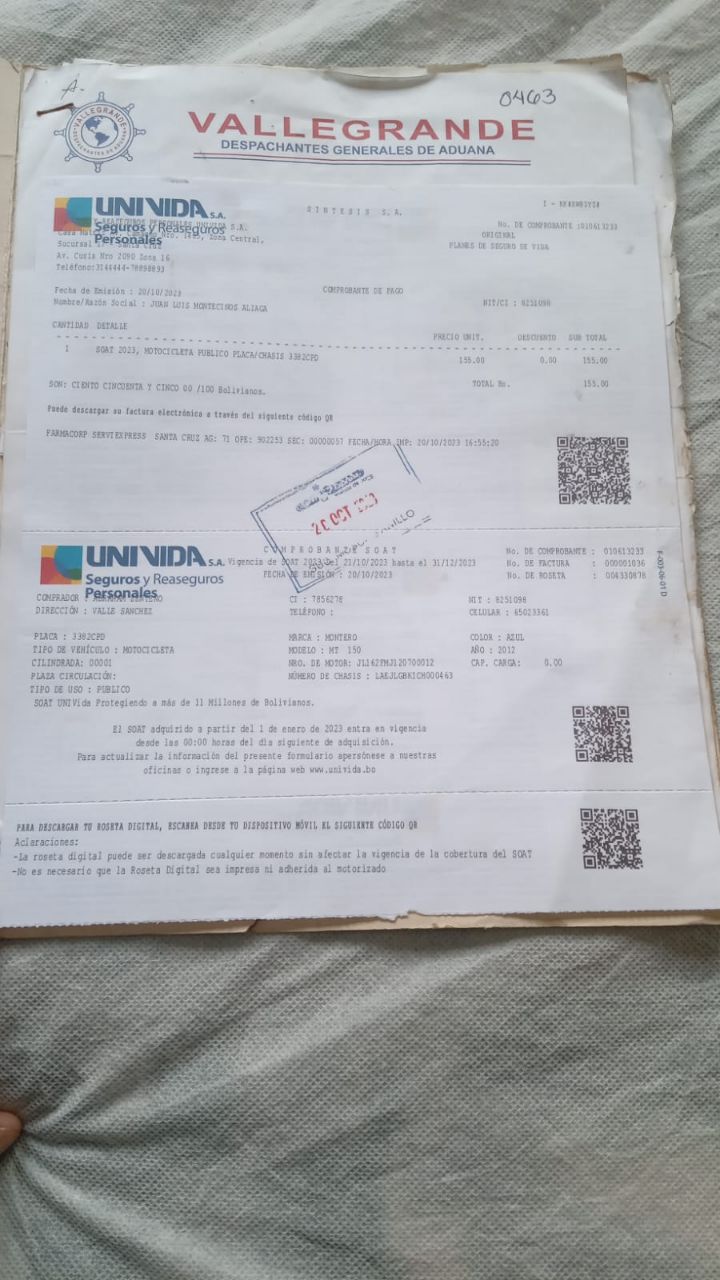 0463
VALLEGRANDE
DESPACHANTES GENERALES DE ADUANA
VALLEGRANDE
UNIVIDA S.A.
Seguros y Reaseguros
Personales
SINTESIS S.A.
No. DE COMPROBANTE :010613233
ORIGINAL
PLANES DE SEGURO DE VIDA
Y REASEGUROS PERSONALES UNIVIDA S.A.
Zona Central,
Sucursal
Av. Curis Nro 2090 Zona 16
Teléfono:3144444-78898893
COMPROBANTE DE PAGO
Fecha de Emisión : 20/10/2023
Nombre/Razón Social : JUAN LUIS MONTECINOS ALIAGA
NIT/CI : 8251098
CANTIDAD DETALLE
PRECIO UNIT. DESCUENTO SUB TOTAL
1 SOAT 2023, MOTOCICLETA PUBLICO PLACA/CHASIS 3382CPD
155.00 0.00 155.00
SON: CIENTO CINCUENTA Y CINCO 00 /100 Bolivianos.
TOTAL Bs. 155.00
Puede descargar su factura electrónica a través del siguiente código QR
FARMACORP SERVIEXPRESS SANTA CRUZ AG: 71 OPE: 902253 SEC: 00000057 FECHA/HORA IMP: 20/10/2023 16:55:20
20 OCT 2023
UNIVIDA S.A.
Seguros y Reaseguros
Personales
COMPROBANTE SOAT
Vigencia de SOAT 2023/Del 21/10/2023 hasta el 31/12/2023
FECHA DE EMISIÓN : 20/10/2023
No. DE COMPROBANTE : 010613233
No. DE FACTURA : 000001036
No. DE ROSETA : 004330878
COMPRADOR :
CI : 7856278
NIT : 8251098
DIRECCIÓN : VALLE SANCHEZ
TELÉFONO :
CELULAR : 65023361
PLACA : 3382CPD
MARCA : MONTERO
COLOR : AZUL
TIPO DE VEHÍCULO : MOTOCICLETA
MODELO : MT 150
AÑO : 2012
CILINDRADA: 00001
NRO. DE MOTOR: JL162FMJ120700012
CAP. CARGA: 0.00
PLAZA CIRCULACIÓN:
NÚMERO DE CHASIS : LAEJLGBKICH000463
TIPO DE USO : PUBLICO
SOAT UNIVida Protegiendo a más de 11 Millones de Bolivianos.
El SOAT adquirido a partir del 1 de enero de 2023 entra en vigencia
desde las 00:00 horas del día siguiente de adquisición.
Para actualizar la información del presente formulario apersónese a nuestras
oficinas o ingrese a la página web www.univida.bo
PARA DESCARGAR TU ROSETA DIGITAL, ESCANEA DESDE TU DISPOSITIVO MÓVIL EL SIGUIENTE CÓDIGO QR
Aclaraciones:
-La roseta digital puede ser descargada cualquier momento sin afectar la vigencia de la cobertura del SOAT
-No es necesario que la Roseta Digital sea impresa ni adherida al motorizado